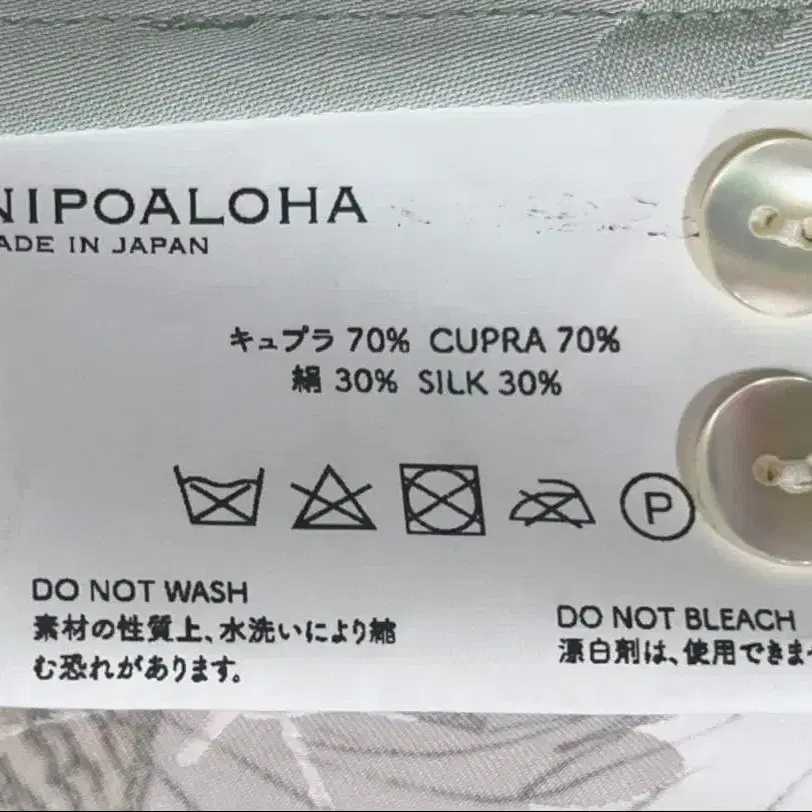 NIPOALOHA
MADE IN JAPAN
キュプラ 70% CUPRA 70%
絹 30% SILK 30%
P
DO NOT WASH
素材の性質上、水洗いにより縮
む恐れがあります。
DO NOT BLEACH
漂白剤は、使用できませ